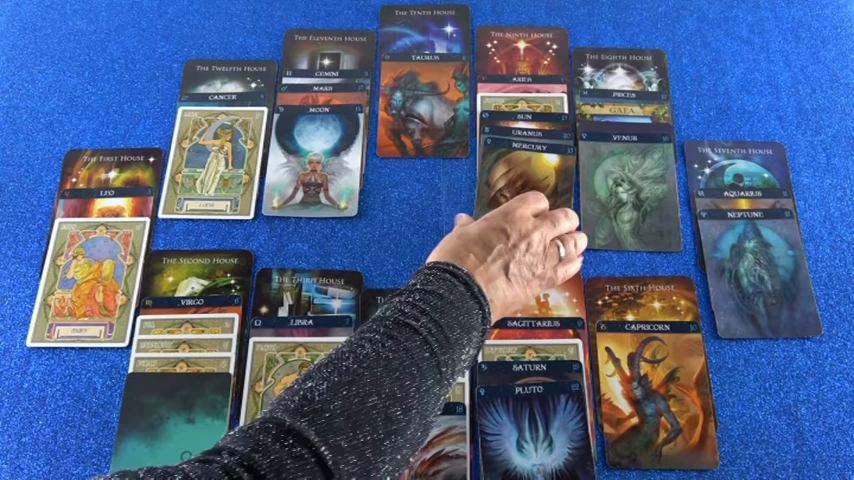 THE TENTH HOUSE
TAURUS
THE ELEVENTH HOUSE
GEMINI
MARS
MOON
THE NINTH HOUSE
ARIES
SUN
URANUS
MERCURY
THE EIGHTH HOUSE
PISCES
GAEA
VENUS
THE TWELFTH HOUSE
CANCER
THE SEVENTH HOUSE
AQUARIUS
NEPTUNE
THE FIRST HOUSE
LEO
THE SECOND HOUSE
VIRGO
THE THIRD HOUSE
LIBRA
18
SAGITTARIUS
SATURN
PLUTO
THE SIXTH HOUSE
CAPRICORN
10